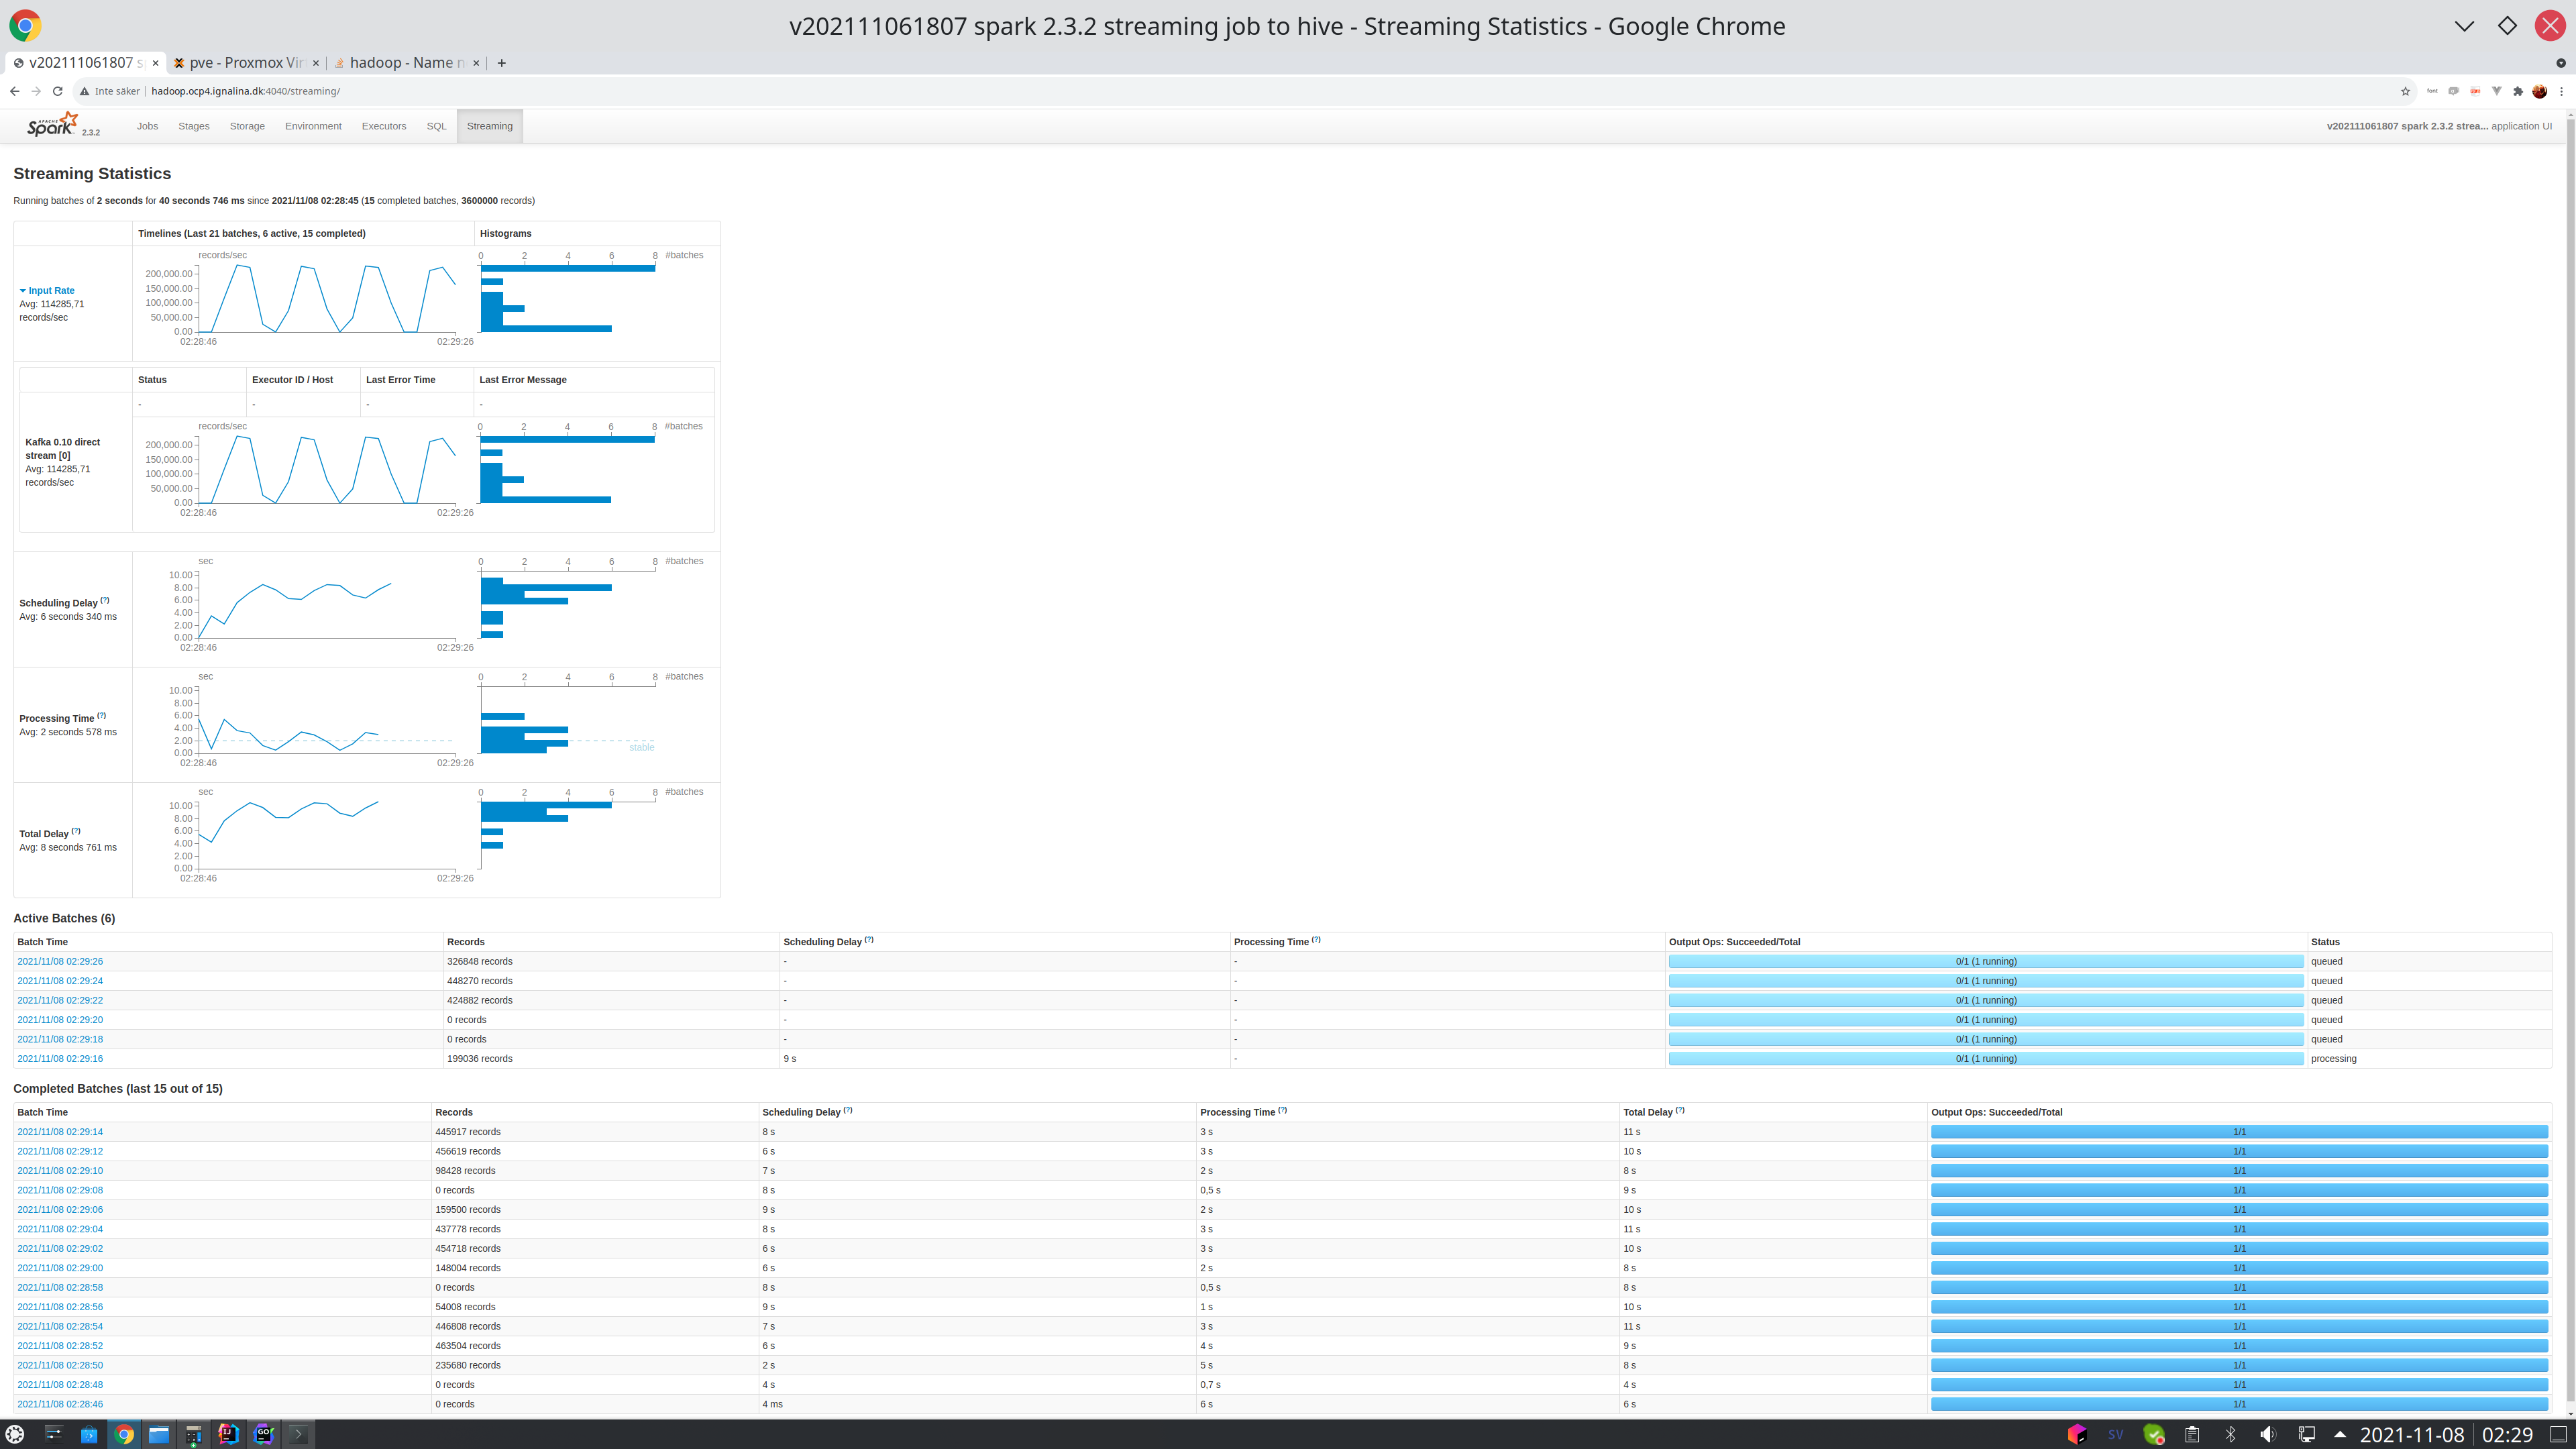 v202111061807 spark 2.3.2 streaming job to hive - Streaming Statistics - Google Chrome
v202111061807 s
pve - Proxmox Vir
hadoop - Name n
Inte säker
hadoop.ocp4.ignalina.dk:4040/streaming/
APACHE Spark 2.3.2 Jobs Stages Storage Environment Executors SQL Streaming v202111061807 spark 2.3.2 strea... application UI
Streaming Statistics
Running batches of 2 seconds for 40 seconds 746 ms since 2021/11/08 02:28:45 (15 completed batches, 3600000 records)
Timelines (Last 21 batches, 6 active, 15 completed) Histograms
Input Rate
Avg: 114285,71
records/sec
records/sec
200,000.00
150,000.00
100,000.00
50,000.00
0.00
02:28:46 02:29:26
0 2 4 6 8 #batches
Status Executor ID / Host Last Error Time Last Error Message
- - - -
Kafka 0.10 direct
stream [0]
Avg: 114285,71
records/sec
records/sec
200,000.00
150,000.00
100,000.00
50,000.00
0.00
02:28:46 02:29:26
0 2 4 6 8 #batches
Scheduling Delay (?)
Avg: 6 seconds 340 ms
sec
10.00
8.00
6.00
4.00
2.00
0.00
02:28:46 02:29:26
0 2 4 6 8 #batches
Processing Time (?)
Avg: 2 seconds 578 ms
sec
10.00
8.00
6.00
4.00
2.00
0.00
02:28:46 02:29:26
0 2 4 6 8 #batches
stable
Total Delay (?)
Avg: 8 seconds 761 ms
sec
10.00
8.00
6.00
4.00
2.00
0.00
02:28:46 02:29:26
0 2 4 6 8 #batches
Active Batches (6)
Batch Time Records Scheduling Delay (?) Processing Time (?) Output Ops: Succeeded/Total Status
2021/11/08 02:29:26 326848 records - - 0/1 (1 running) queued
2021/11/08 02:29:24 448270 records - - 0/1 (1 running) queued
2021/11/08 02:29:22 424882 records - - 0/1 (1 running) queued
2021/11/08 02:29:20 0 records - - 0/1 (1 running) queued
2021/11/08 02:29:18 0 records - - 0/1 (1 running) queued
2021/11/08 02:29:16 199036 records 9 s - 0/1 (1 running) processing
Completed Batches (last 15 out of 15)
Batch Time Records Scheduling Delay (?) Processing Time (?) Total Delay (?) Output Ops: Succeeded/Total
2021/11/08 02:29:14 445917 records 8 s 3 s 11 s 1/1
2021/11/08 02:29:12 456619 records 6 s 3 s 10 s 1/1
2021/11/08 02:29:10 98428 records 7 s 2 s 8 s 1/1
2021/11/08 02:29:08 0 records 8 s 0,5 s 9 s 1/1
2021/11/08 02:29:06 159500 records 9 s 2 s 10 s 1/1
2021/11/08 02:29:04 437778 records 8 s 3 s 11 s 1/1
2021/11/08 02:29:02 454718 records 6 s 3 s 10 s 1/1
2021/11/08 02:29:00 148004 records 6 s 2 s 8 s 1/1
2021/11/08 02:28:58 0 records 8 s 0,5 s 8 s 1/1
2021/11/08 02:28:56 54008 records 9 s 1 s 10 s 1/1
2021/11/08 02:28:54 446808 records 7 s 3 s 11 s 1/1
2021/11/08 02:28:52 463504 records 6 s 4 s 9 s 1/1
2021/11/08 02:28:50 235680 records 2 s 5 s 8 s 1/1
2021/11/08 02:28:48 0 records 4 s 0,7 s 4 s 1/1
2021/11/08 02:28:46 0 records 4 ms 6 s 6 s 1/1
IJ GO SV 2021-11-08 02:29